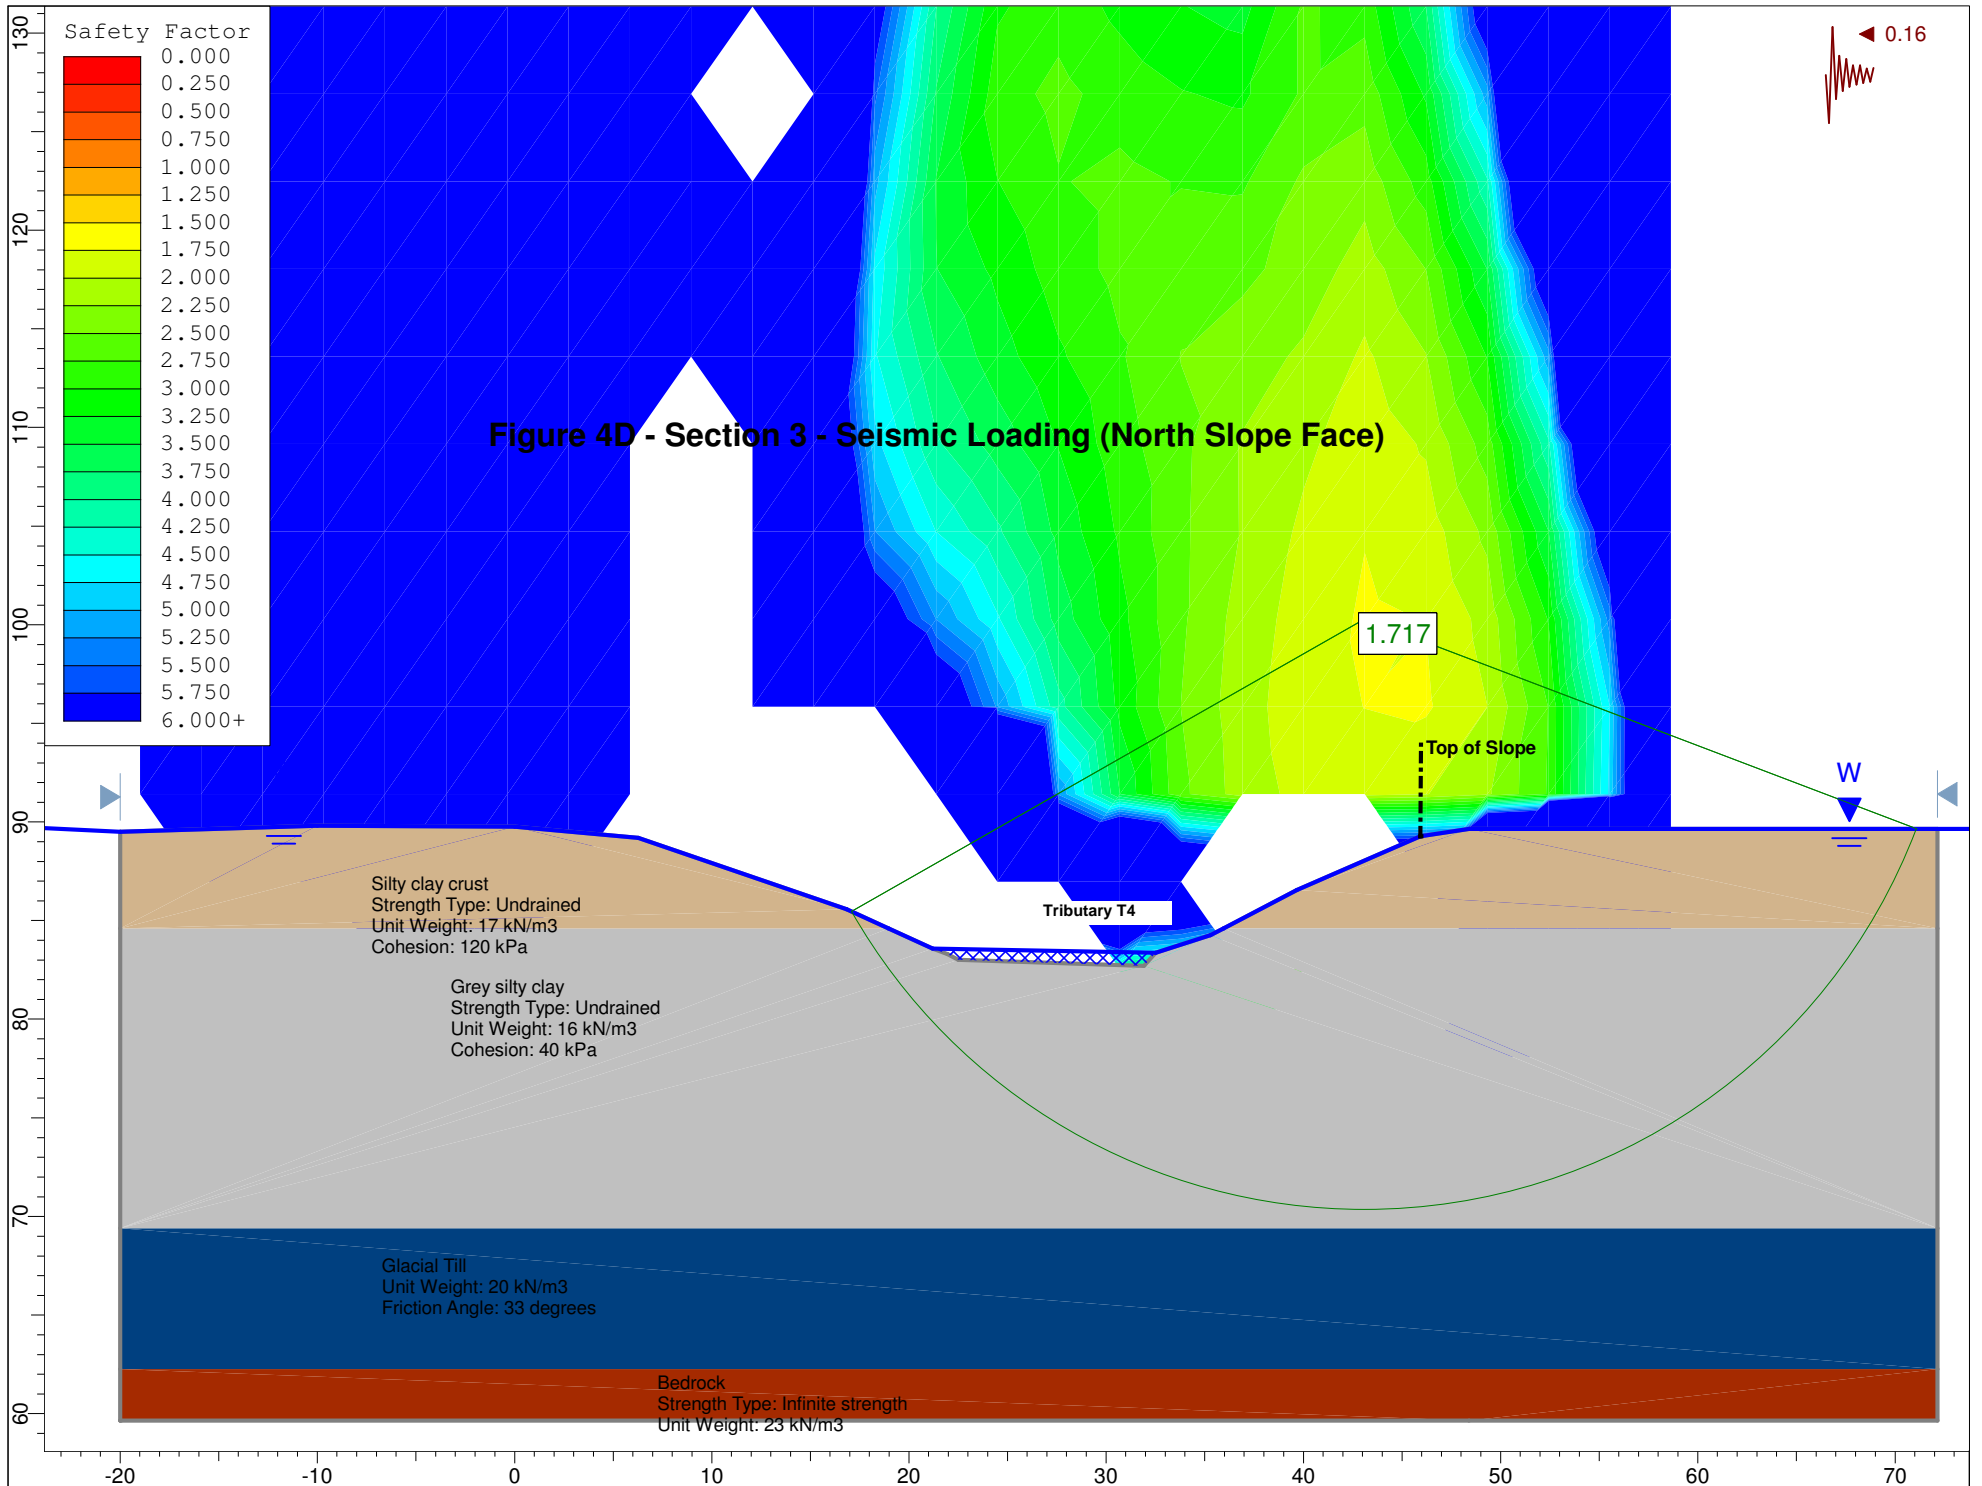 Safety Factor
0.000
0.250
0.500
0.750
1.000
1.250
1.500
1.750
2.000
2.250
2.500
2.750
3.000
3.250
3.500
3.750
4.000
4.250
4.500
4.750
5.000
5.250
5.500
5.750
6.000+
0.16
Figure 4D - Section 3 - Seismic Loading (North Slope Face)
1.717
Top of Slope
W
Tributary T4
Silty clay crust
Strength Type: Undrained
Unit Weight: 17 kN/m3
Cohesion: 120 kPa
Grey silty clay
Strength Type: Undrained
Unit Weight: 16 kN/m3
Cohesion: 40 kPa
Glacial Till
Unit Weight: 20 kN/m3
Friction Angle: 33 degrees
Bedrock
Strength Type: Infinite strength
Unit Weight: 23 kN/m3
130
120
110
100
90
80
70
60
-20 -10 0 10 20 30 40 50 60 70